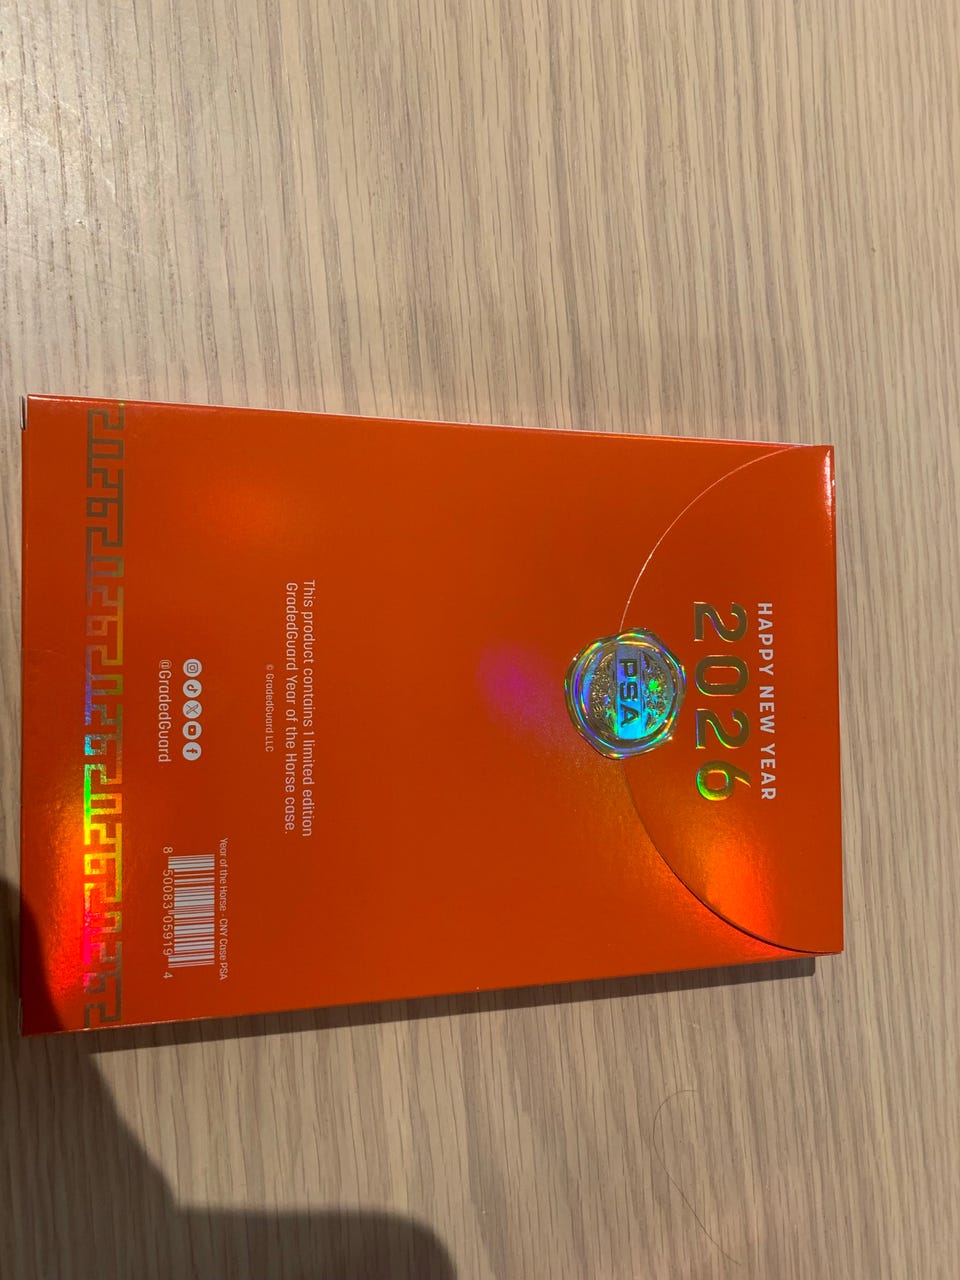 HAPPY NEW YEAR
2026
PSA
This product contains 1 limited edition
GradedGuard Year of the Horse case.
© GradedGuard LLC
@GradedGuard
Year of the Horse - CNY Case PSA
8 50083 05919 4